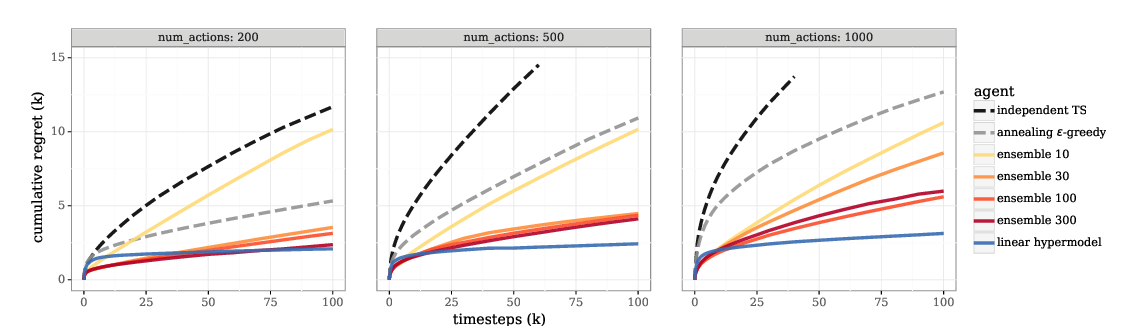 num_actions: 200
num_actions: 500
num_actions: 1000
cumulative regret (k)
15
10
5
0
0 25 50 75 100
0 25 50 75 100
0 25 50 75 100
timesteps (k)
agent
independent TS
annealing ε-greedy
ensemble 10
ensemble 30
ensemble 100
ensemble 300
linear hypermodel